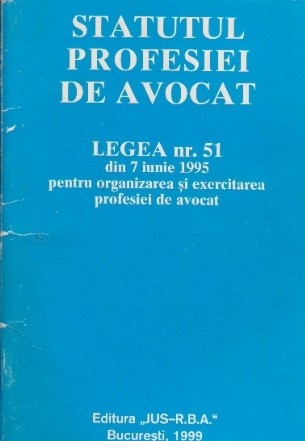 STATUTUL
PROFESIEI
DE AVOCAT
LEGEA nr. 51
din 7 iunie 1995
pentru organizarea și exercitarea
profesiei de avocat
Editura „JUS-R.B.A.“
București, 1999